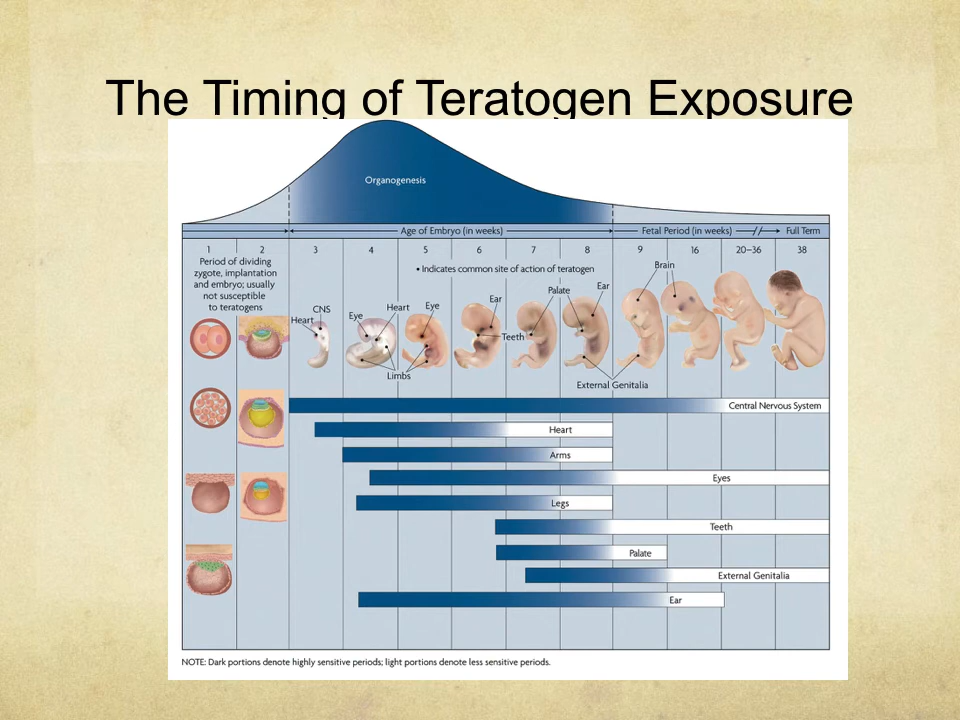 The Timing of Teratogen Exposure
Organogenesis
Age of Embryo (in weeks)
Fetal Period (in weeks)
Full Term
1
2
3
4
5
6
7
8
9
16
20–36
38
Period of dividing
zygote, implantation
and embryo; usually
not susceptible
to teratogens
• Indicates common site of action of teratogen
CNS
Heart
Eye
Heart
Eye
Limbs
Ear
Teeth
Palate
Ear
External Genitalia
Brain
Central Nervous System
Heart
Arms
Eyes
Legs
Teeth
Palate
External Genitalia
Ear
NOTE: Dark portions denote highly sensitive periods; light portions denote less sensitive periods.